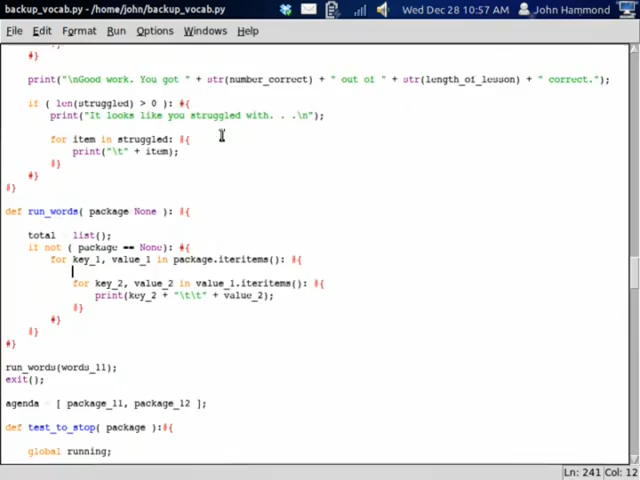 backup_vocab.py - /home/john/backup_vocab.py
Wed Dec 28 10:57 AM
John Hammond
File Edit Format Run Options Windows Help
#}
print("\nGood work. You got " + str(number_correct) + " out of " + str(length_of_lesson) + " correct.");
if ( len(struggled) > 0 ): #{
print("It looks like you struggled with. . .\n");
for item in struggled: #{
print("\t" + item);
#}
#}
#}
def run_words( package None ): #{
total list();
if not ( package == None): #{
for key_1, value_1 in package.iteritems(): #{
for key_2, value_2 in value_1.iteritems(): #{
print(key_2 + "\t\t" + value_2);
#}
#}
#}
run_words(words_11);
exit();
agenda [ package_11, package_12 ];
def test_to_stop( package ):#{
global running;
Ln: 241 Col: 12